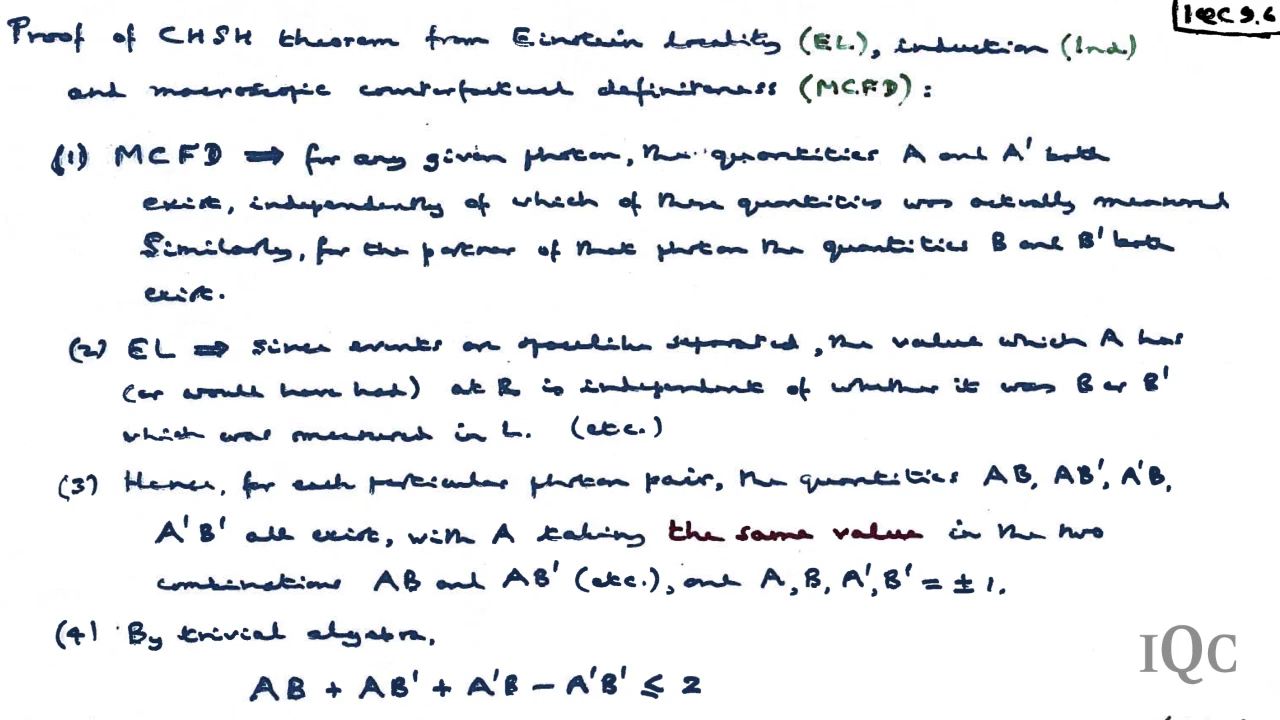 IQC 9.6
Proof of CHSH theorem from Einstein locality (EL.), induction (Ind.)
and macroscopic counterfactual definiteness (MCFD):
(1) MCFD ⇒ for any given photon, the quantities A and A' both
exist, independently of which of these quantities was actually measured
Similarly, for the partner of that photon the quantities B and B' both
exist.
(2) EL ⇒ since events are spacelike separated, the value which A has
(or would have had) at R is independent of whether it was B or B'
which was measured in L. (etc.)
(3) Hence, for each particular photon pair, the quantities AB, AB', A'B,
A'B' all exist, with A taking the same value in the two
combinations AB and AB' (etc.), and A, B, A', B' = ± 1.
(4) By trivial algebra,
AB + AB' + A'B − A'B' ≤ 2
IQC